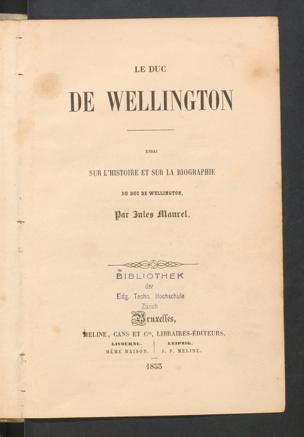 LE DUC
DE WELLINGTON
ESSAI
SUR L'HISTOIRE ET SUR LA BIOGRAPHIE
DU DUC DE WELLINGTON,
Par Jules Maurel.
BIBLIOTHEK
der
Eidg. Techn. Hochschule
Zürich
Bruxelles,
MELINE, CANS ET Cie, LIBRAIRES-ÉDITEURS,
LIVOURNE. LEIPZIG.
MÊME MAISON. J. P. MELINE.
1853